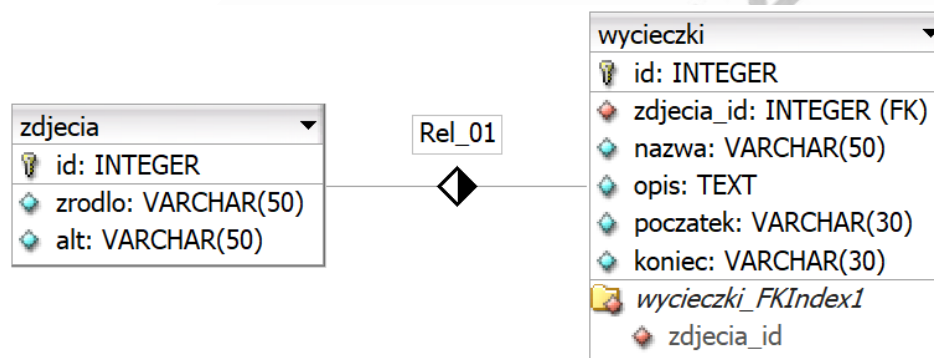 zdjecia
id: INTEGER
zrodlo: VARCHAR(50)
alt: VARCHAR(50)
Rel_01
wycieczki
id: INTEGER
zdjecia_id: INTEGER (FK)
nazwa: VARCHAR(50)
opis: TEXT
poczatek: VARCHAR(30)
koniec: VARCHAR(30)
wycieczki_FKIndex1
zdjecia_id